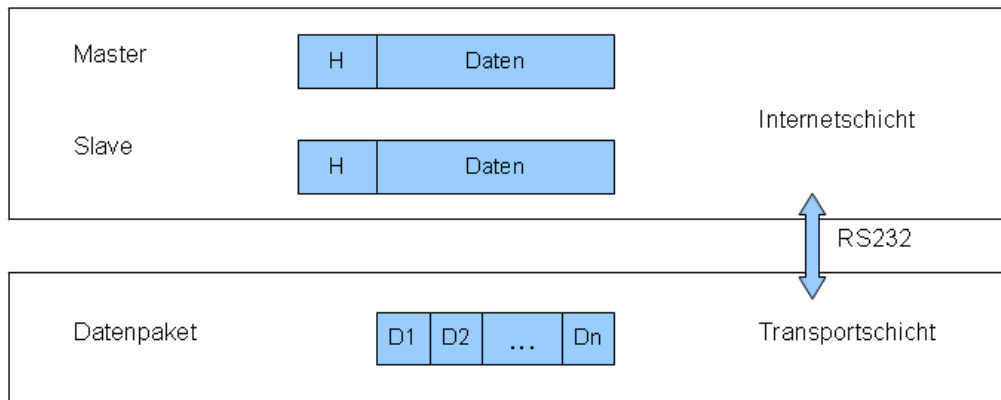 Master
H Daten
Internetschicht
Slave
H Daten
RS232
Datenpaket
D1 D2 ... Dn
Transportschicht